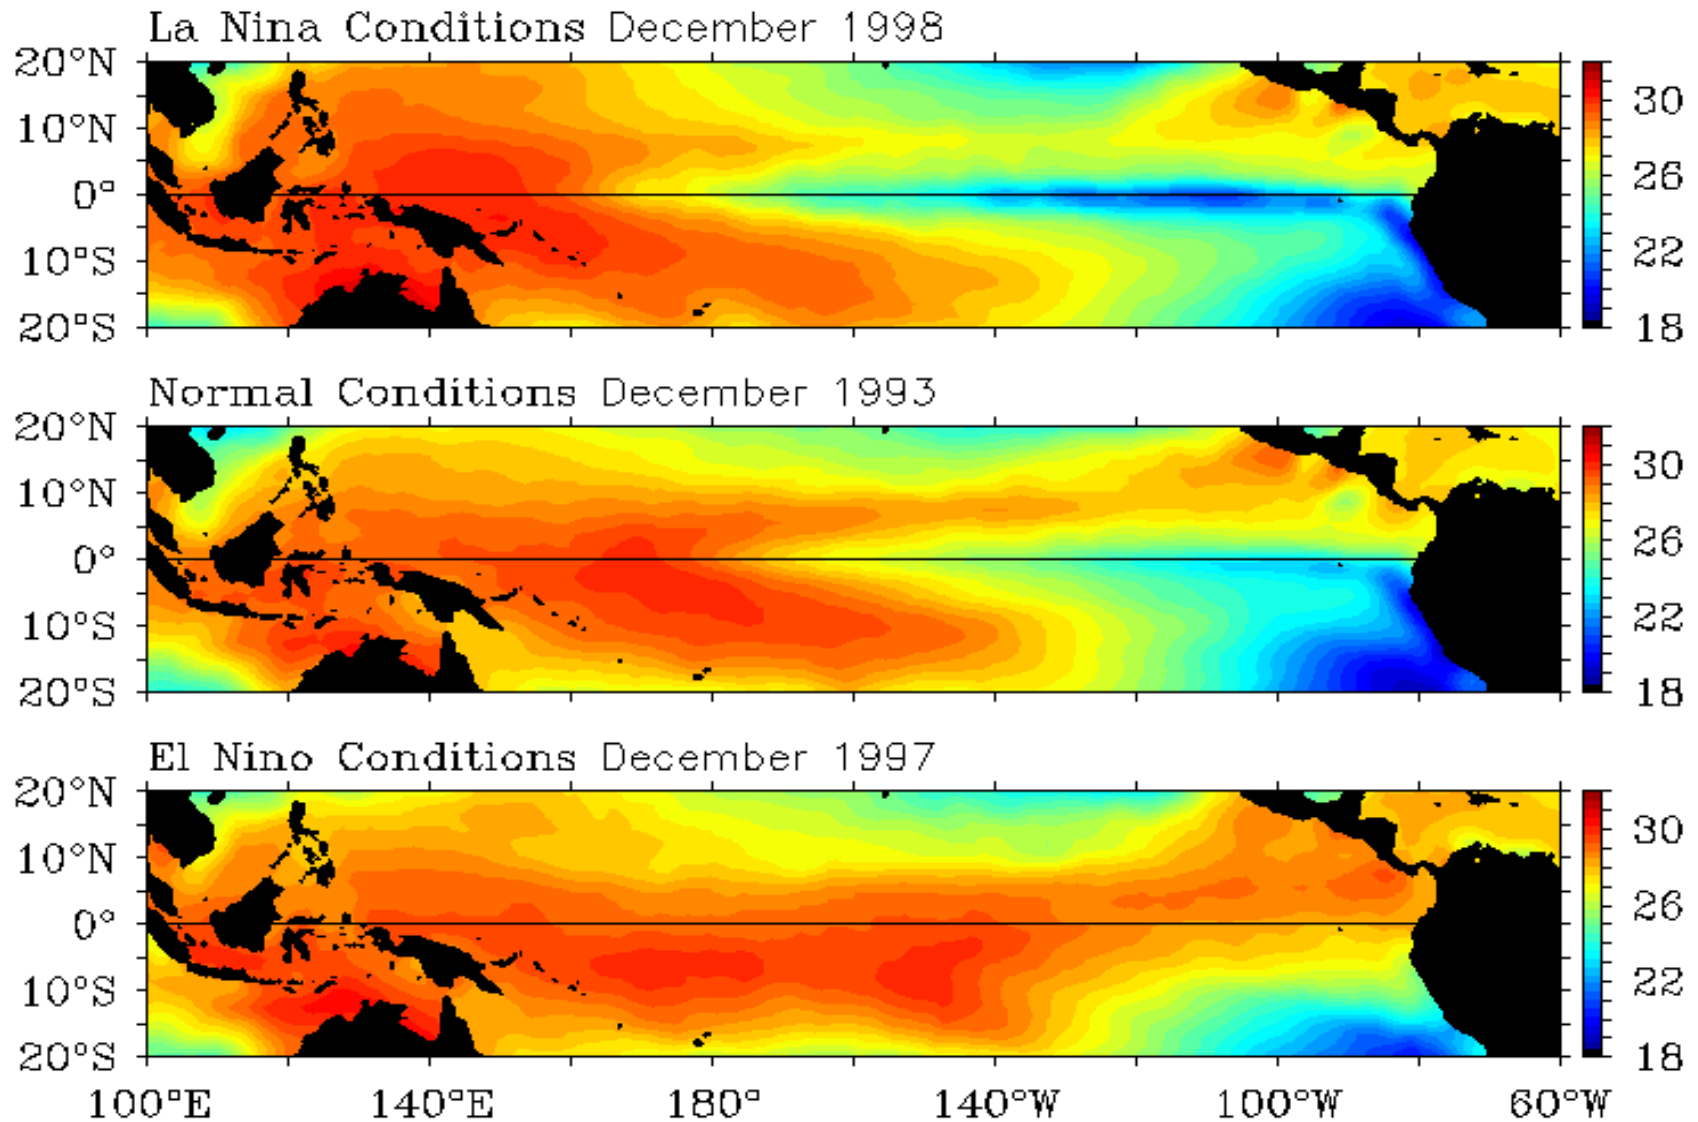 La Nina Conditions December 1998
20°N
10°N
0°
10°S
20°S
30
26
22
18
Normal Conditions December 1993
20°N
10°N
0°
10°S
20°S
30
26
22
18
El Nino Conditions December 1997
20°N
10°N
0°
10°S
20°S
30
26
22
18
100°E 140°E 180° 140°W 100°W 60°W